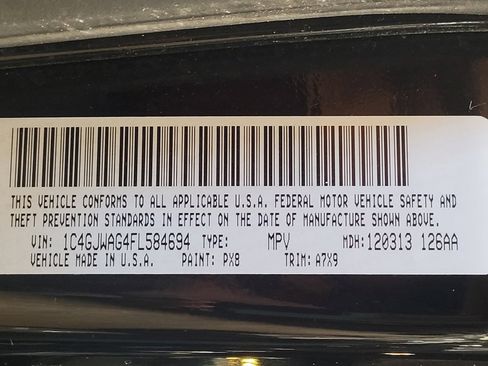 THIS VEHICLE CONFORMS TO ALL APPLICABLE U.S.A. FEDERAL MOTOR VEHICLE SAFETY AND
THEFT PREVENTION STANDARDS IN EFFECT ON THE DATE OF MANUFACTURE SHOWN ABOVE.
VIN: 1C4GJWAG4FL584694 TYPE: MPV MDH: 120313 126AA
VEHICLE MADE IN U.S.A. PAINT: PX8 TRIM: A7X9